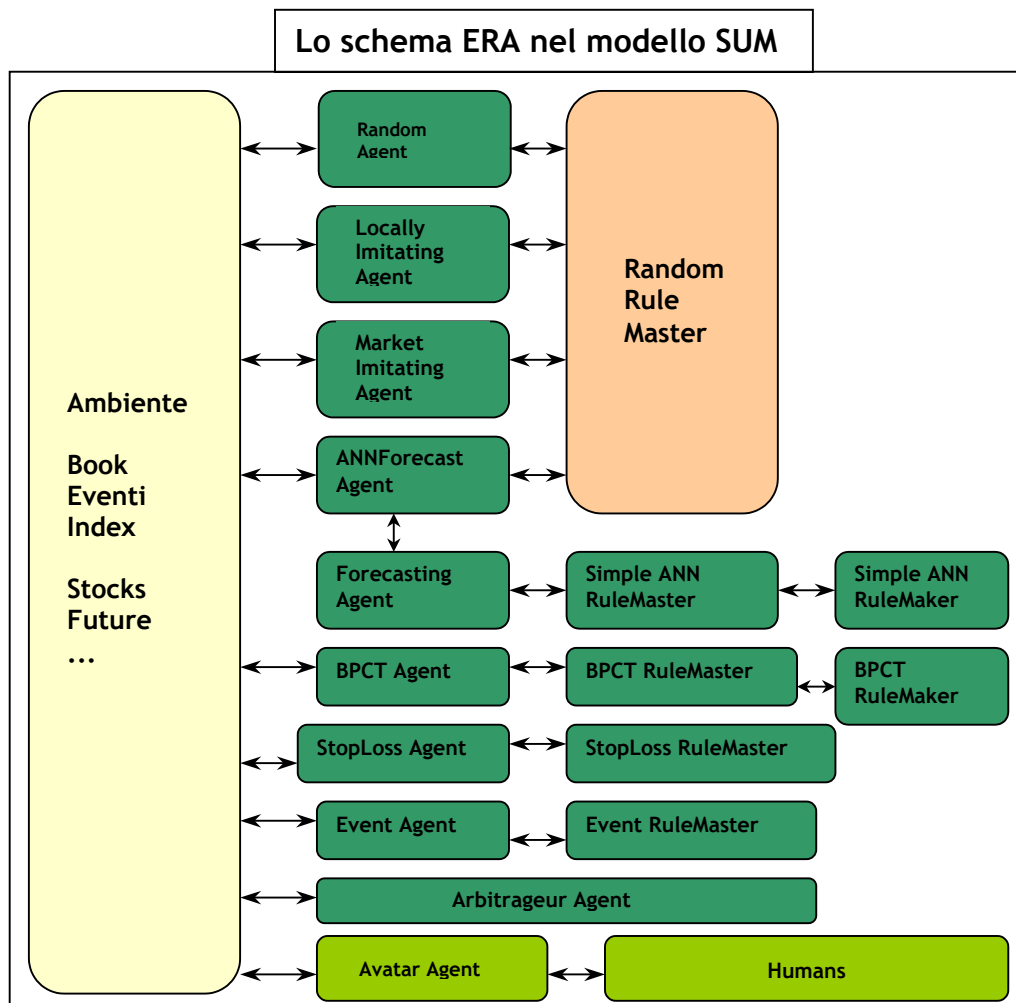 Lo schema ERA nel modello SUM
Ambiente
Book
Eventi
Index
Stocks
Future
...
Random
Agent
Locally
Imitating
Agent
Market
Imitating
Agent
ANNForecast
Agent
Random
Rule
Master
Forecasting
Agent
Simple ANN
RuleMaster
Simple ANN
RuleMaker
BPCT Agent
BPCT RuleMaster
BPCT
RuleMaker
StopLoss Agent
StopLoss RuleMaster
Event Agent
Event RuleMaster
Arbitrageur Agent
Avatar Agent
Humans